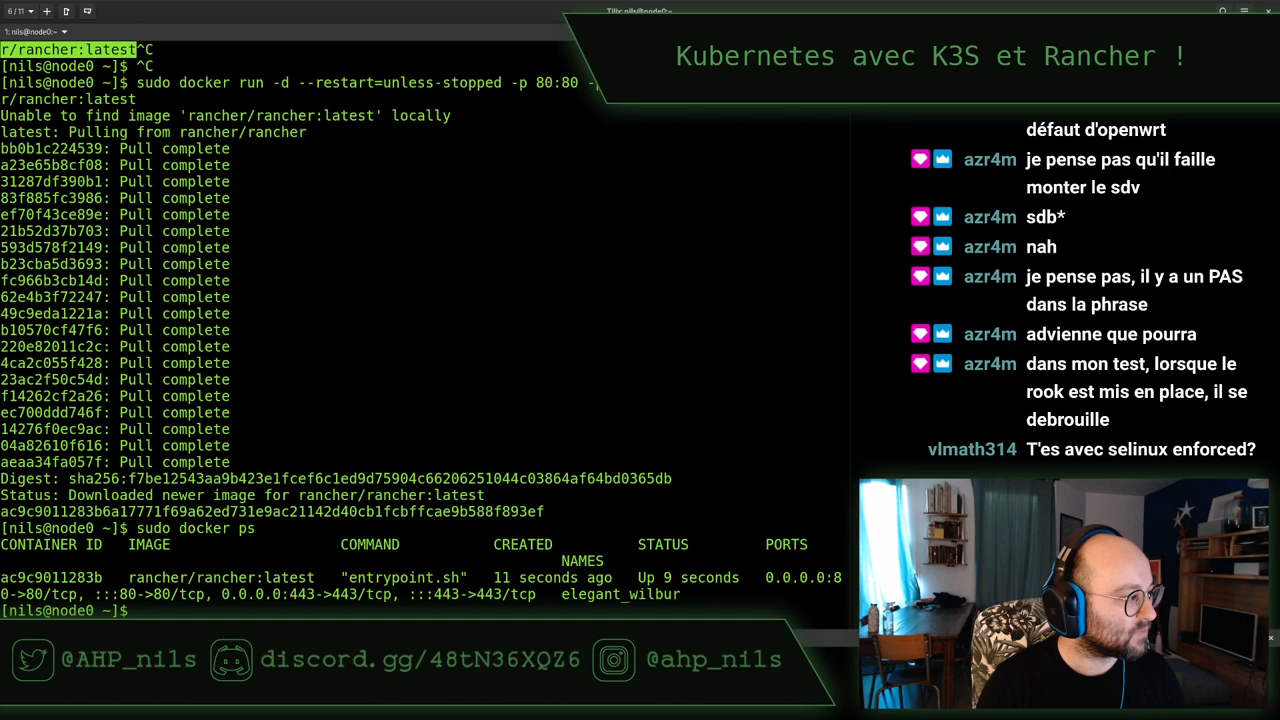 6 / 11
Tilix: nils@node0:~
1: nils@node0:~
r/rancher:latest^C
[nils@node0 ~]$ ^C
[nils@node0 ~]$ sudo docker run -d --restart=unless-stopped -p 80:80
r/rancher:latest
Unable to find image 'rancher/rancher:latest' locally
latest: Pulling from rancher/rancher
bb0b1c224539: Pull complete
a23e65b8cf08: Pull complete
31287df390b1: Pull complete
83f885fc3986: Pull complete
ef70f43ce89e: Pull complete
21b52d37b703: Pull complete
593d578f2149: Pull complete
b23cba5d3693: Pull complete
fc966b3cb14d: Pull complete
62e4b3f72247: Pull complete
49c9eda1221a: Pull complete
b10570cf47f6: Pull complete
220e82011c2c: Pull complete
4ca2c055f428: Pull complete
23ac2f50c54d: Pull complete
f14262cf2a26: Pull complete
ec700ddd746f: Pull complete
14276f0ec9ac: Pull complete
04a82610f616: Pull complete
aeaa34fa057f: Pull complete
Digest: sha256:f7be12543aa9b423e1fcef6c1ed9d75904c66206251044c03864af64bd0365db
Status: Downloaded newer image for rancher/rancher:latest
ac9c9011283b6a17771f69a62ed731e9ac21142d40cb1fcbffcae9b588f893ef
[nils@node0 ~]$ sudo docker ps
CONTAINER ID IMAGE COMMAND CREATED STATUS PORTS
NAMES
ac9c9011283b rancher/rancher:latest "entrypoint.sh" 11 seconds ago Up 9 seconds 0.0.0.0:8
0->80/tcp, :::80->80/tcp, 0.0.0.0:443->443/tcp, :::443->443/tcp elegant_wilbur
[nils@node0 ~]$
Kubernetes avec K3S et Rancher !
défaut d'openwrt
azr4m je pense pas qu'il faille
monter le sdv
azr4m sdb*
azr4m nah
azr4m je pense pas, il y a un PAS
dans la phrase
azr4m advienne que pourra
azr4m dans mon test, lorsque le
rook est mis en place, il se
debrouille
vlmath314 T'es avec selinux enforced?
@AHP_nils discord.gg/48tN36XQZ6 @ahp_nils